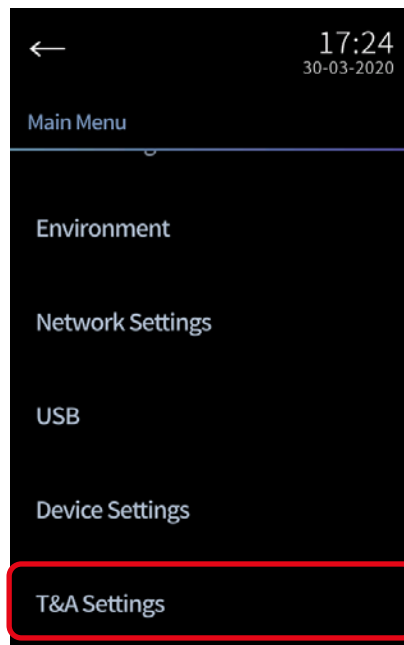 17:24
30-03-2020
Main Menu
Environment
Network Settings
USB
Device Settings
T&A Settings